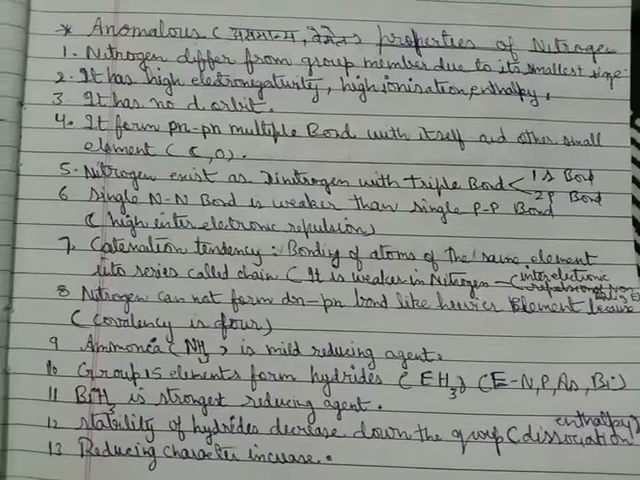 * Anomalous ( असामान्य, बेमेल) properties of Nitrogen
1. Nitrogen differ from group member due to its smallest size.
2. It has high electronegativity, high ionisation enthalpy,
3 It has no d orbit.
4. It form pπ-pπ multiple Bond with itself and other small
element (C, O).
5. Nitrogen exist as dinitrogen with Triple Bond < 1 σ Bond
2 p Bond
6 Single N-N Bond is weaker than single P-P Bond
( high inter electronic repulsion)
7. Catenation tendency : Bonding of atoms of the same element
into series called chain ( It is weaker in Nitrogen - (interelectronic
repulsion of non
8 Nitrogen can not form dπ-pπ bond like heavier Element because
(covalency is four)
9 Ammonia (NH3) is mild reducing agent.
10 Group 15 elements form hydrides (EH3) (E-N,P,As,Bi)
11 BiH3 is strongest reducing agent.
enthalpy)
12 Stability of hydrides decrease down the group (dissociation
13 Reducing character increase.